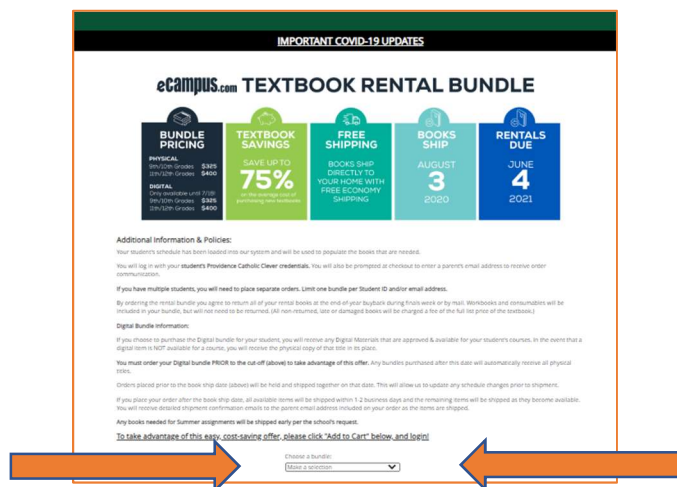 IMPORTANT COVID-19 UPDATES
eCampus.com TEXTBOOK RENTAL BUNDLE
BUNDLE
PRICING
PHYSICAL
9th/10th Grades $325
11th/12th Grades $400
DIGITAL
Only available until 7/19!
9th/10th Grades $325
11th/12th Grades $400
TEXTBOOK
SAVINGS
SAVE UP TO
75%
on the average cost of
purchasing new textbooks
FREE
SHIPPING
BOOKS SHIP
DIRECTLY TO
YOUR HOME WITH
FREE ECONOMY
SHIPPING
BOOKS
SHIP
AUGUST
3
2020
RENTALS
DUE
JUNE
4
2021
Additional Information & Policies:
Your student's schedule has been loaded into our system and will be used to populate the books that are needed.
You will log in with your student's Providence Catholic Clever credentials. You will also be prompted at checkout to enter a parent's email address to receive order
communication.
If you have multiple students, you will need to place separate orders. Limit one bundle per Student ID and/or email address.
By ordering the rental bundle you agree to return all of your rental books at the end-of-year buyback during finals week or by mail. Workbooks and consumables will be
included in your bundle, but will not need to be returned. (All non-returned, late or damaged books will be charged a fee of the full list price of the textbook.)
Digital Bundle Information:
If you choose to purchase the Digital bundle for your student, you will receive any Digital Materials that are approved & available for your student's courses. In the event that a
digital item is NOT available for a course, you will receive the physical copy of that title in its place.
You must order your Digital bundle PRIOR to the cut-off (above) to take advantage of this offer. Any bundles purchased after this date will automatically receive all physical
titles.
Orders placed prior to the book ship date (above) will be held and shipped together on that date. This will allow us to update any schedule changes prior to shipment.
If you place your order after the book ship date, all available items will be shipped within 1-2 business days and the remaining items will be shipped as they become available.
You will receive detailed shipment confirmation emails to the parent email address included on your order as the items are shipped.
Any books needed for Summer assignments will be shipped early per the school's request.
To take advantage of this easy, cost-saving offer, please click "Add to Cart" below, and login!
Choose a bundle:
Make a selection